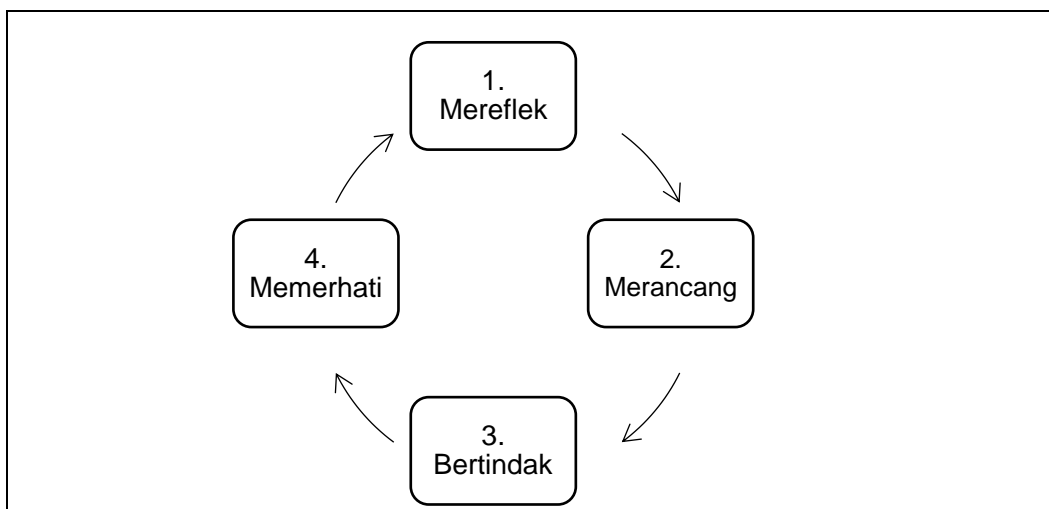 1.
Mereflek
2.
Merancang
3.
Bertindak
4.
Memerhati